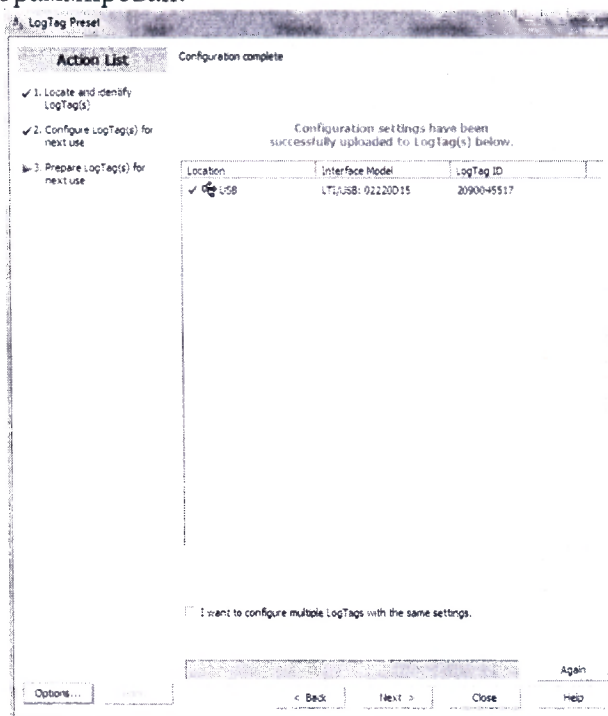 LogTag Preset
Action List
Configuration complete
✓ 1. Locate and identify
LogTag(s)
✓ 2. Configure LogTag(s) for
next use
3. Prepare LogTag(s) for
next use
Configuration settings have been
successfully uploaded to LogTag(s) below.
Location Interface Model LogTag ID
✓ USB LTI/USB: 02220D15 2090045517
I want to configure multiple LogTags with the same settings.
Again
Options... < Back Next > Close Help